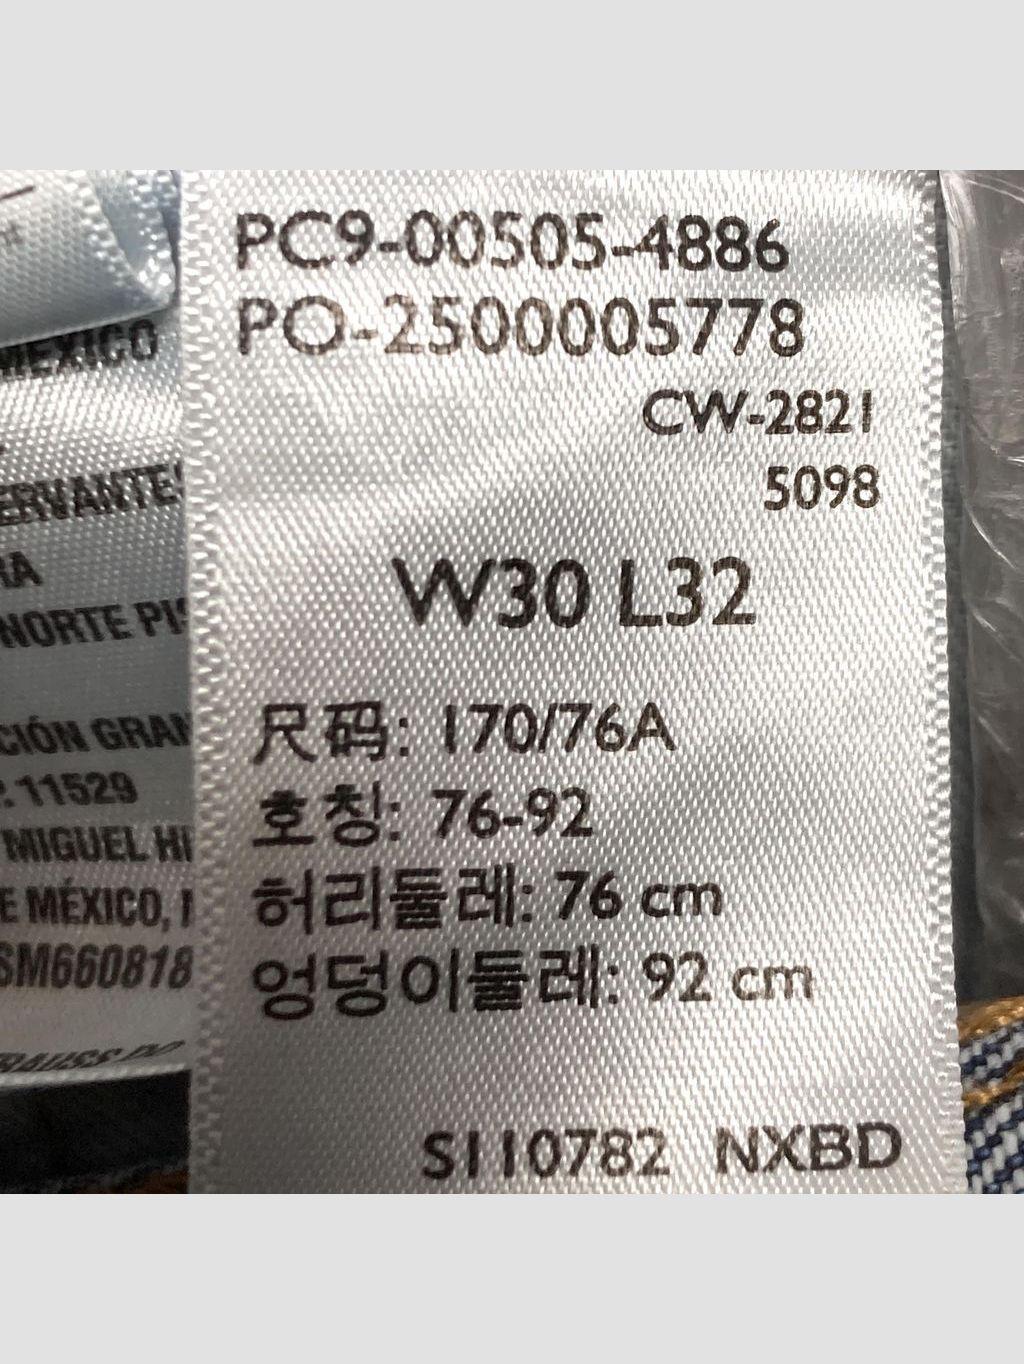 PC9-00505-4886
PO-2500005778
CW-2821
5098
W30 L32
尺码: 170/76A
호칭: 76-92
허리둘레: 76 cm
엉덩이둘레: 92 cm
S110782 NXBD
MEXICO
ERVANTES
RA
NORTE PIS
CIÓN GRAN
11529
MIGUEL HI
E MÉXICO,
SM660818